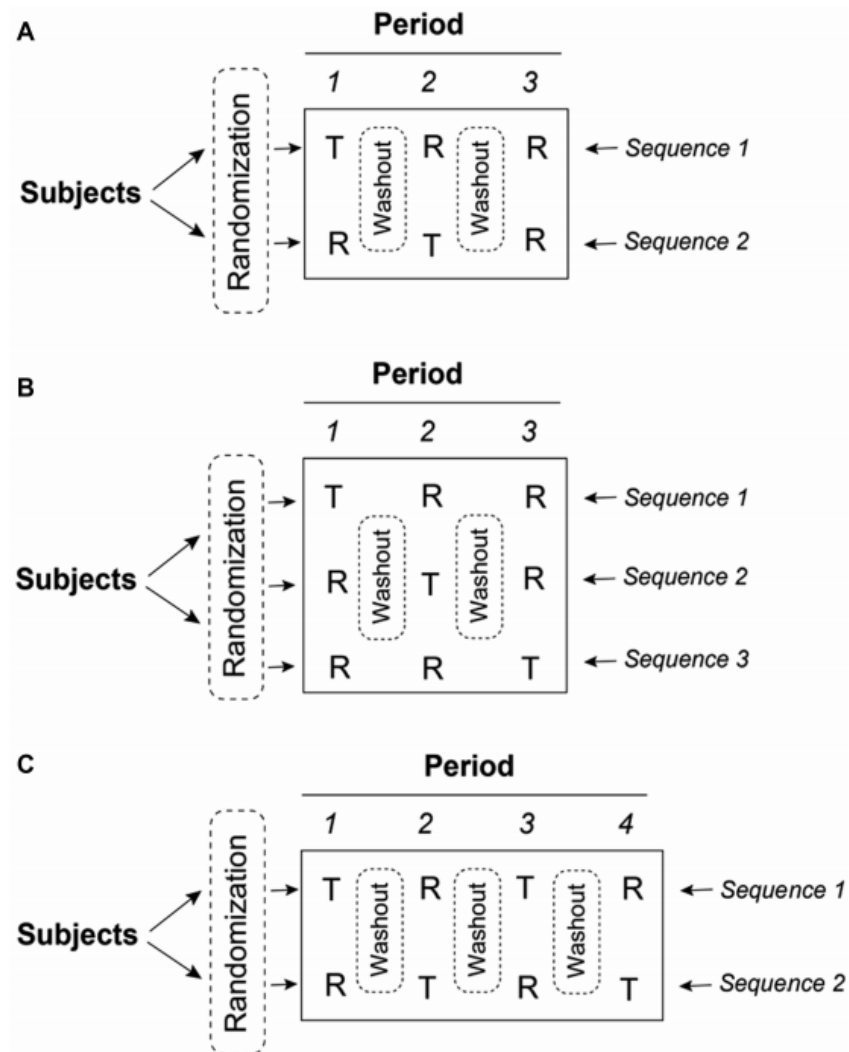 A
Period
1 2 3
Randomization
T Washout R Washout R Sequence 1
Subjects
R T R Sequence 2
B
Period
1 2 3
Randomization
T R R Sequence 1
Subjects R Washout T Washout R Sequence 2
R R T Sequence 3
C
Period
1 2 3 4
Randomization
T Washout R Washout T Washout R Sequence 1
Subjects
R T R T Sequence 2